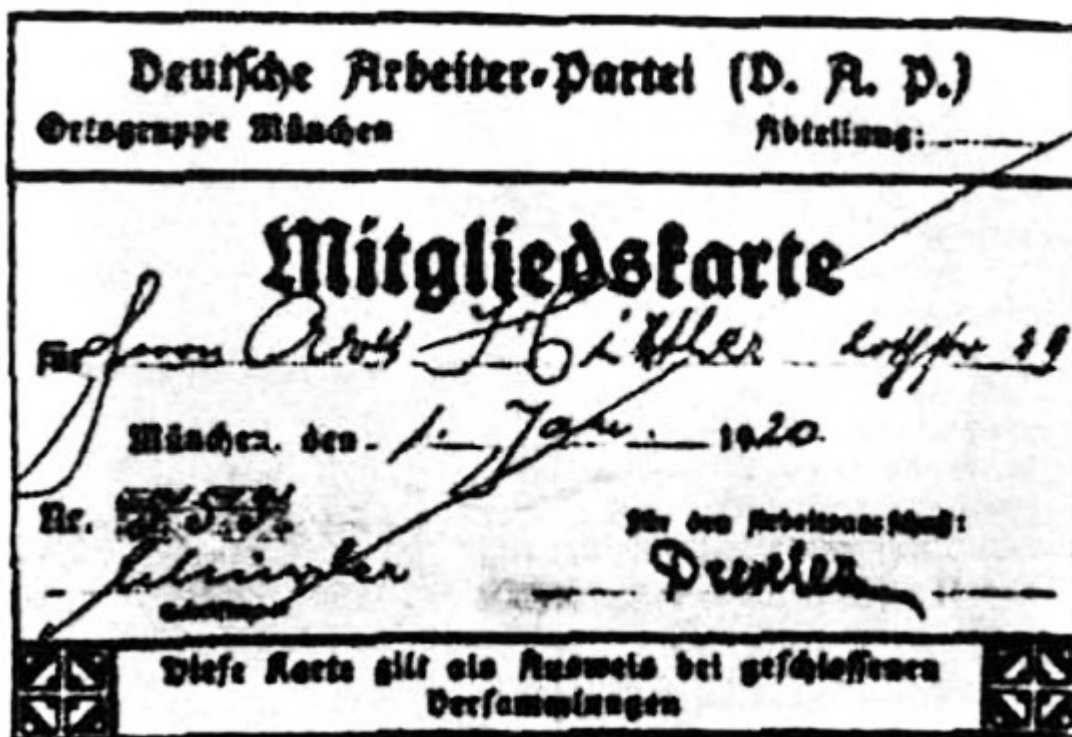 Deutsche Arbeiter-Partei (D. A. P.)
Ortsgruppe München Abteilung:
Mitgliedskarte
für Herrn Adolf Hittler
München, den 1. Jan. 1920
Nr.
Für den Arbeitsausschuß:
Drexler
Diese Karte gilt als Ausweis bei geschlossenen
Versammlungen